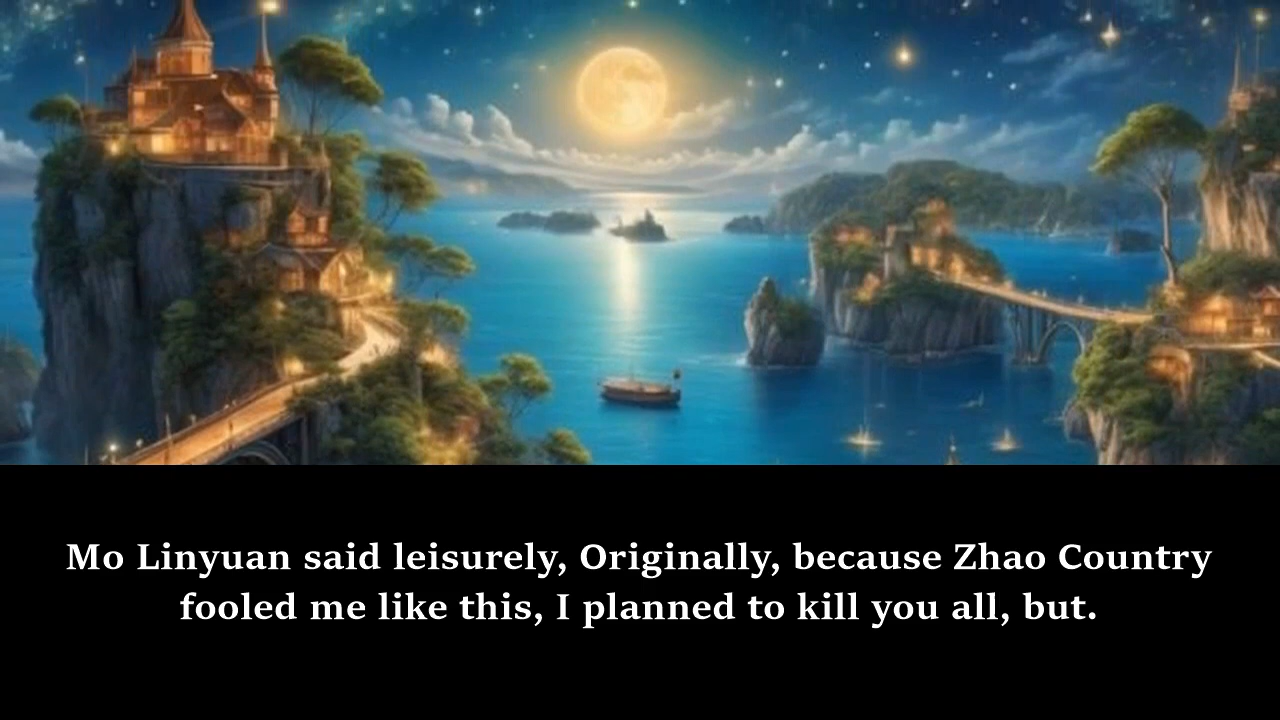 Mo Linyuan said leisurely, Originally, because Zhao Country
fooled me like this, I planned to kill you all, but.